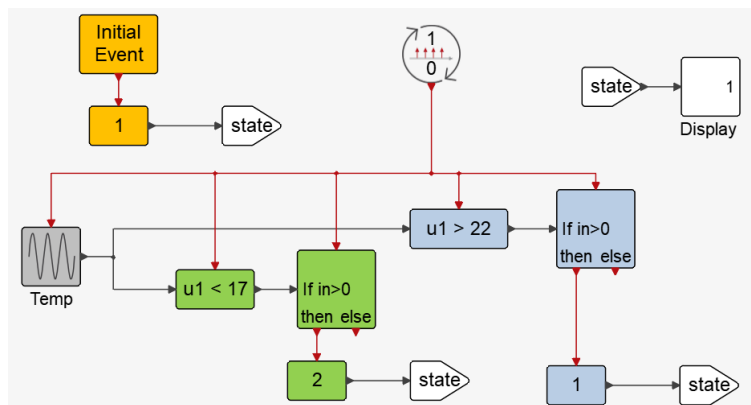 Initial
Event
1
state
1
0
state
1
Display
Temp
u1 < 17
If in>0
then else
2
state
u1 > 22
If in>0
then else
1
state